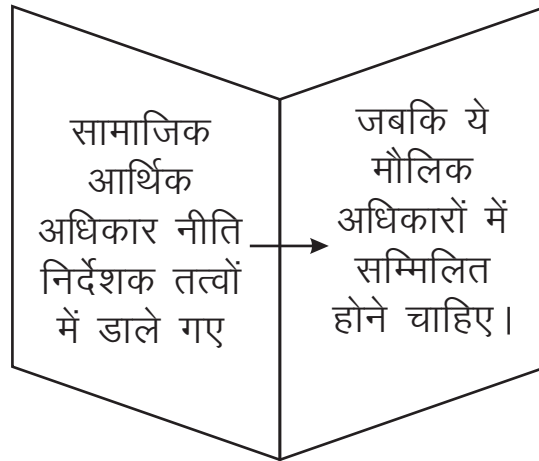 सामाजिक
आर्थिक
अधिकार नीति
निर्देशक तत्वों
में डाले गए
जबकि ये
मौलिक
अधिकारों में
सम्मिलित
होने चाहिए।